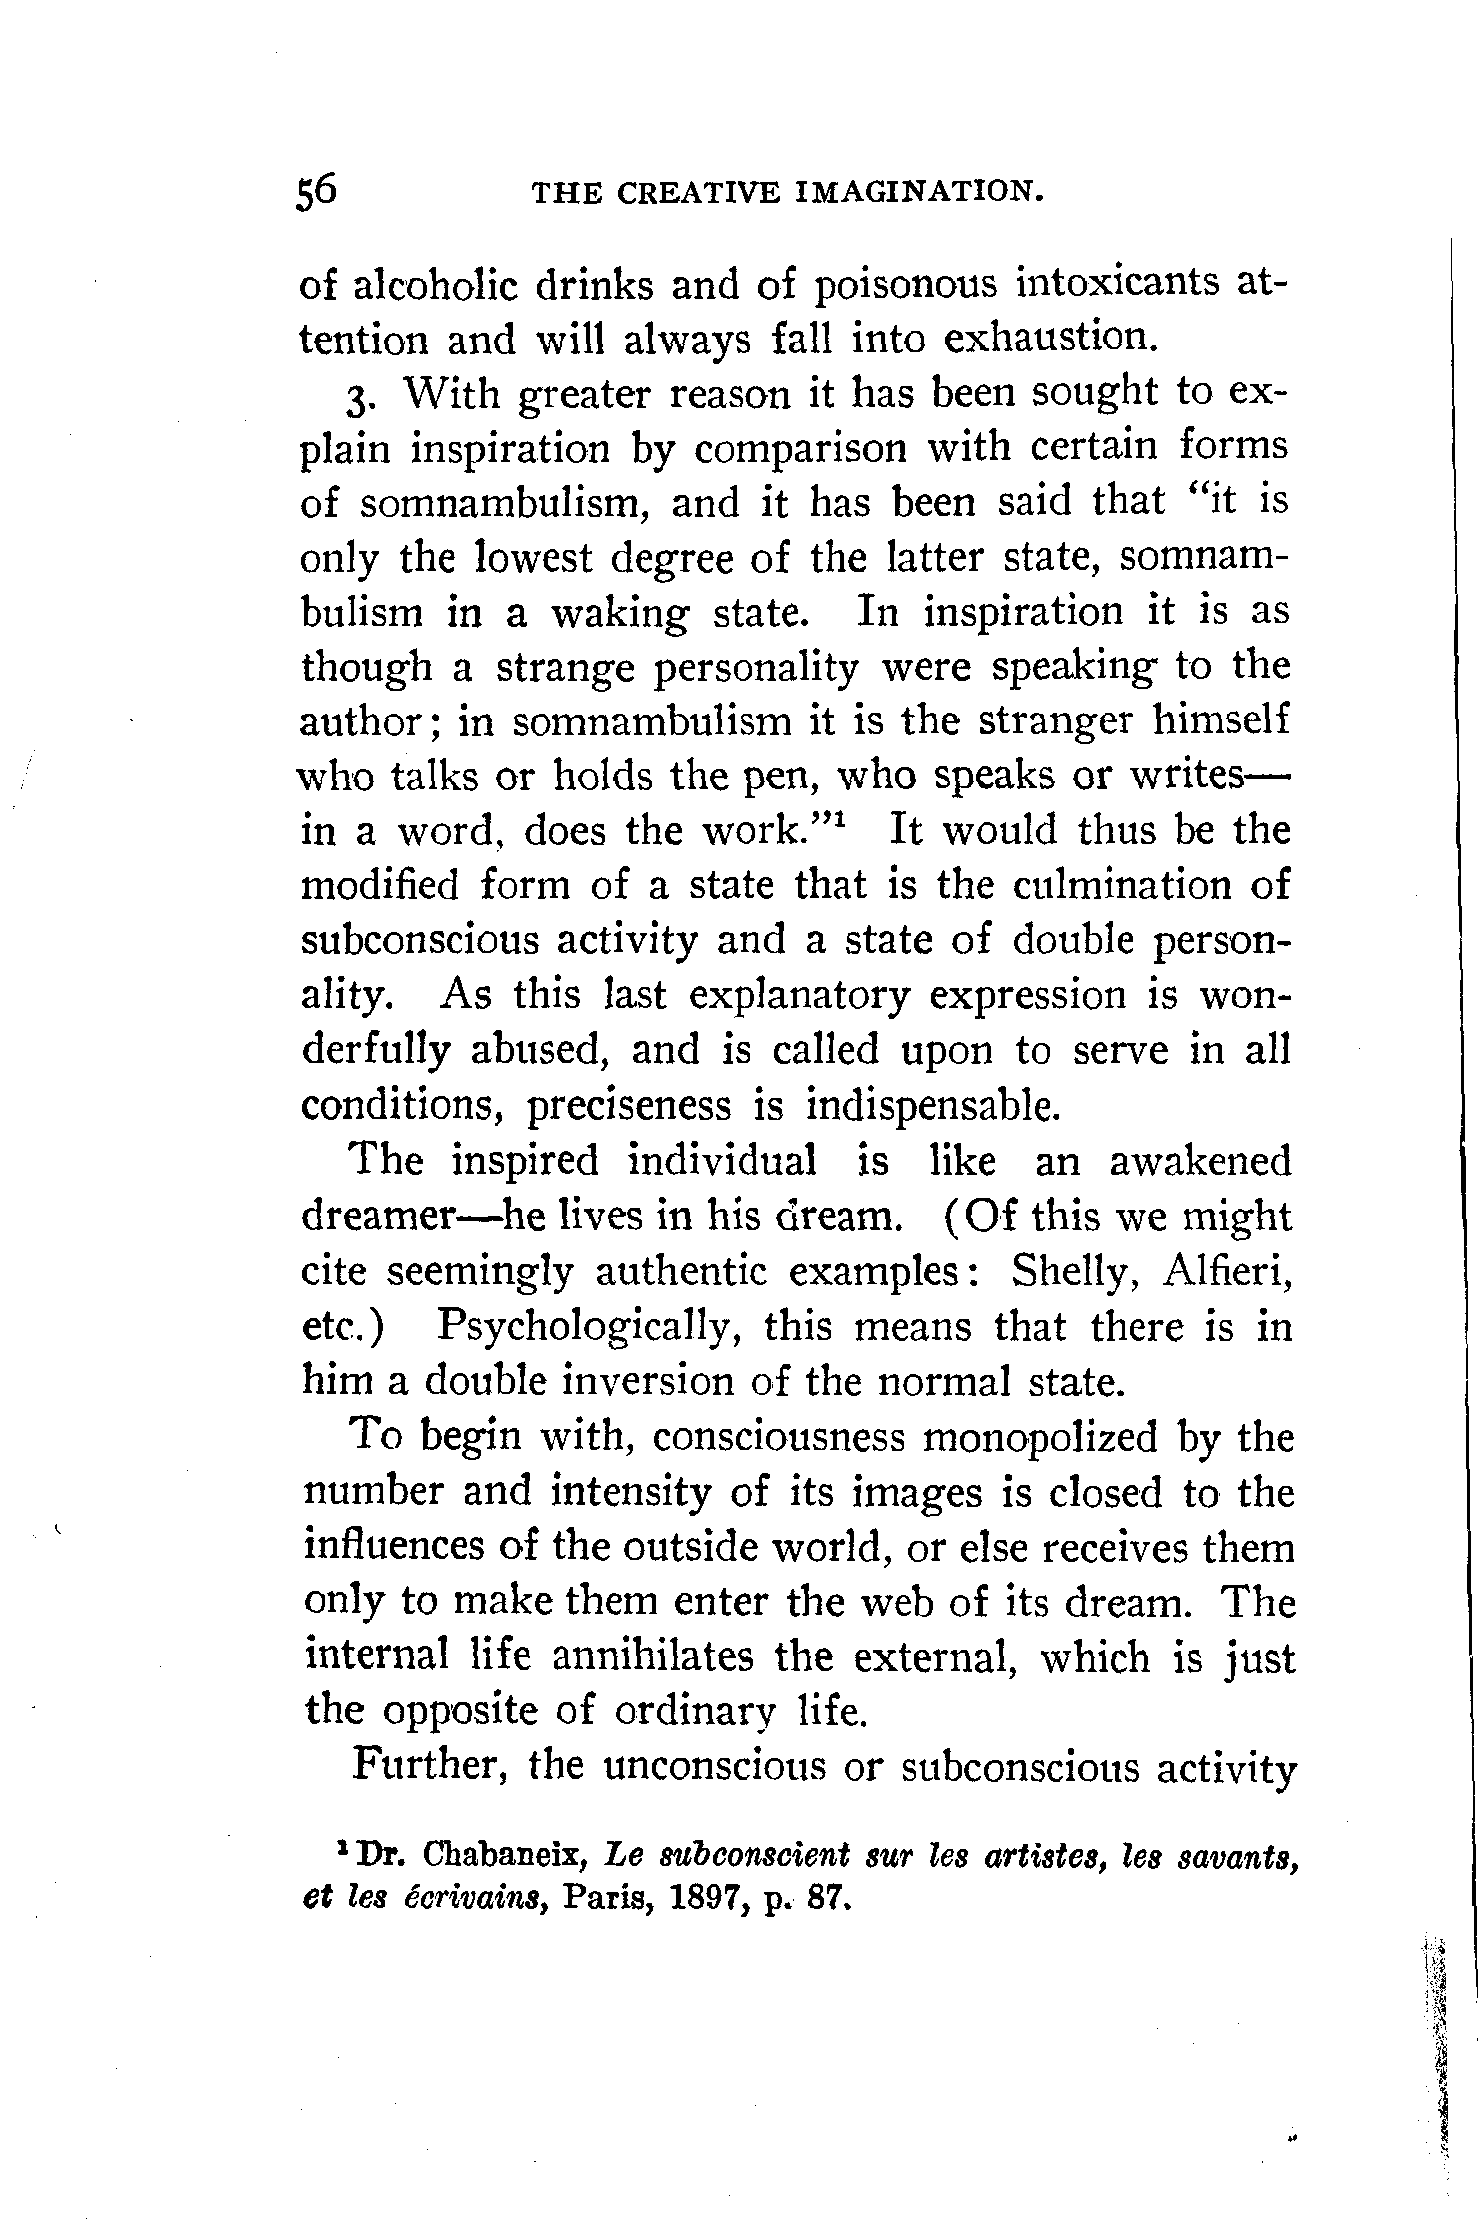 56 THE CREATIVE IMAGINATION.
of alcoholic drinks and of poisonous intoxicants at-
tention and will always fall into exhaustion.
3. With greater reason it has been sought to ex-
plain inspiration by comparison with certain forms
of somnambulism, and it has been said that "it is
only the lowest degree of the latter state, somnam-
bulism in a waking state. In inspiration it is as
though a strange personality were speaking to the
author; in somnambulism it is the stranger himself
who talks or holds the pen, who speaks or writes—
in a word, does the work."¹ It would thus be the
modified form of a state that is the culmination of
subconscious activity and a state of double person-
ality. As this last explanatory expression is won-
derfully abused, and is called upon to serve in all
conditions, preciseness is indispensable.
The inspired individual is like an awakened
dreamer—he lives in his dream. (Of this we might
cite seemingly authentic examples: Shelly, Alfieri,
etc.) Psychologically, this means that there is in
him a double inversion of the normal state.
To begin with, consciousness monopolized by the
number and intensity of its images is closed to the
influences of the outside world, or else receives them
only to make them enter the web of its dream. The
internal life annihilates the external, which is just
the opposite of ordinary life.
Further, the unconscious or subconscious activity
¹ Dr. Chabaneix, Le subconscient sur les artistes, les savants,
et les écrivains, Paris, 1897, p. 87.